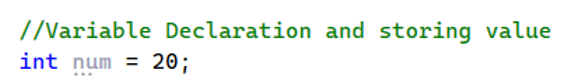 //Variable Declaration and storing value
int num = 20;